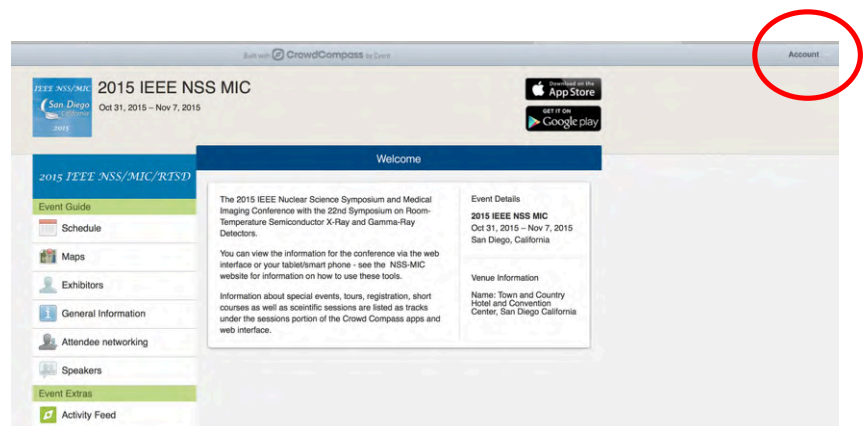 Built with CrowdCompass by Cvent
Account
IEEE NSS/MIC
San Diego
California
2015
2015 IEEE NSS MIC
Oct 31, 2015 – Nov 7, 2015
Download on the
App Store
GET IT ON
Google play
2015 IEEE NSS/MIC/RTSD
Event Guide
Schedule
Maps
Exhibitors
General Information
Attendee networking
Speakers
Event Extras
Activity Feed
Welcome
The 2015 IEEE Nuclear Science Symposium and Medical
Imaging Conference with the 22nd Symposium on Room-
Temperature Semiconductor X-Ray and Gamma-Ray
Detectors.
You can view the information for the conference via the web
interface or your tablet/smart phone - see the NSS-MIC
website for information on how to use these tools.
Information about special events, tours, registration, short
courses as well as sceintific sessions are listed as tracks
under the sessions portion of the Crowd Compass apps and
web interface.
Event Details
2015 IEEE NSS MIC
Oct 31, 2015 – Nov 7, 2015
San Diego, California
Venue Information
Name: Town and Country
Hotel and Convention
Center, San Diego California